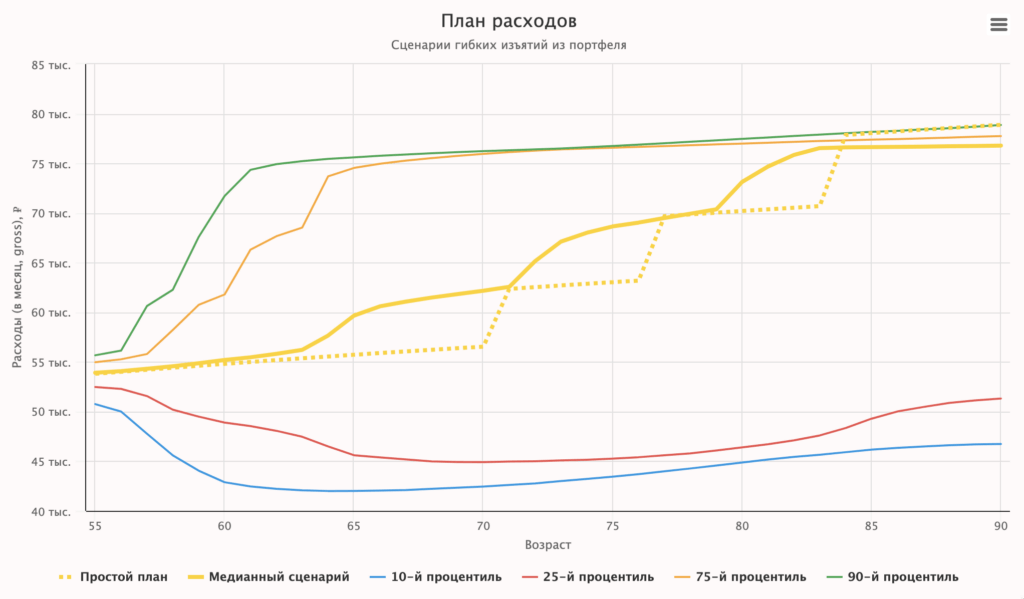 План расходов
Сценарии гибких изъятий из портфеля
Расходы (в месяц, gross), ₽
85 тыс.
80 тыс.
75 тыс.
70 тыс.
65 тыс.
60 тыс.
55 тыс.
50 тыс.
45 тыс.
40 тыс.
55 60 65 70 75 80 85 90
Возраст
Простой план Медианный сценарий 10-й процентиль 25-й процентиль 75-й процентиль 90-й процентиль